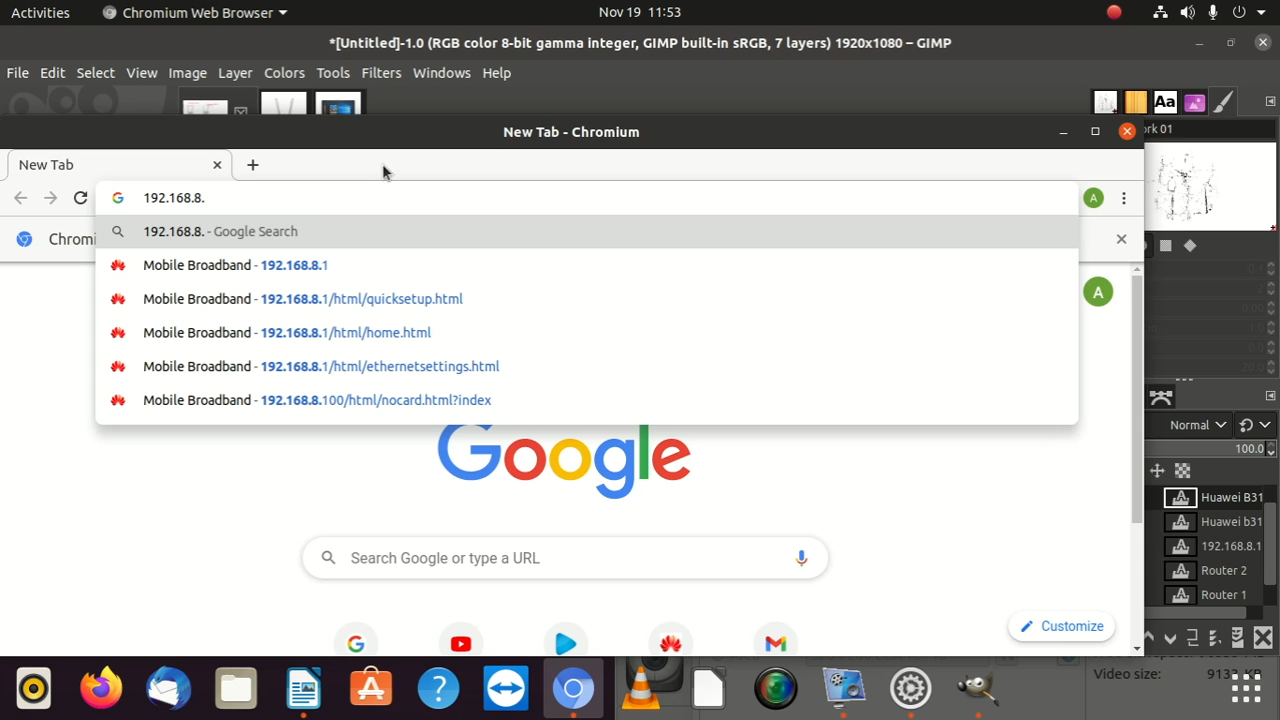 Activities
Chromium Web Browser
Nov 19 11:53
*[Untitled]-1.0 (RGB color 8-bit gamma integer, GIMP built-in sRGB, 7 layers) 1920x1080 – GIMP
File Edit Select View Image Layer Colors Tools Filters Windows Help
Aa
New Tab - Chromium
rk 01
New Tab
192.168.8.
A
192.168.8. - Google Search
Chromi
Mobile Broadband - 192.168.8.1
Mobile Broadband - 192.168.8.1/html/quicksetup.html
A
Mobile Broadband - 192.168.8.1/html/home.html
Mobile Broadband - 192.168.8.1/html/ethernetsettings.html
Mobile Broadband - 192.168.8.100/html/nocard.html?index
Normal
100.0
Google
Huawei B31
Huawei b31
192.168.8.1
Search Google or type a URL
Router 2
Router 1
Customize
Video size: